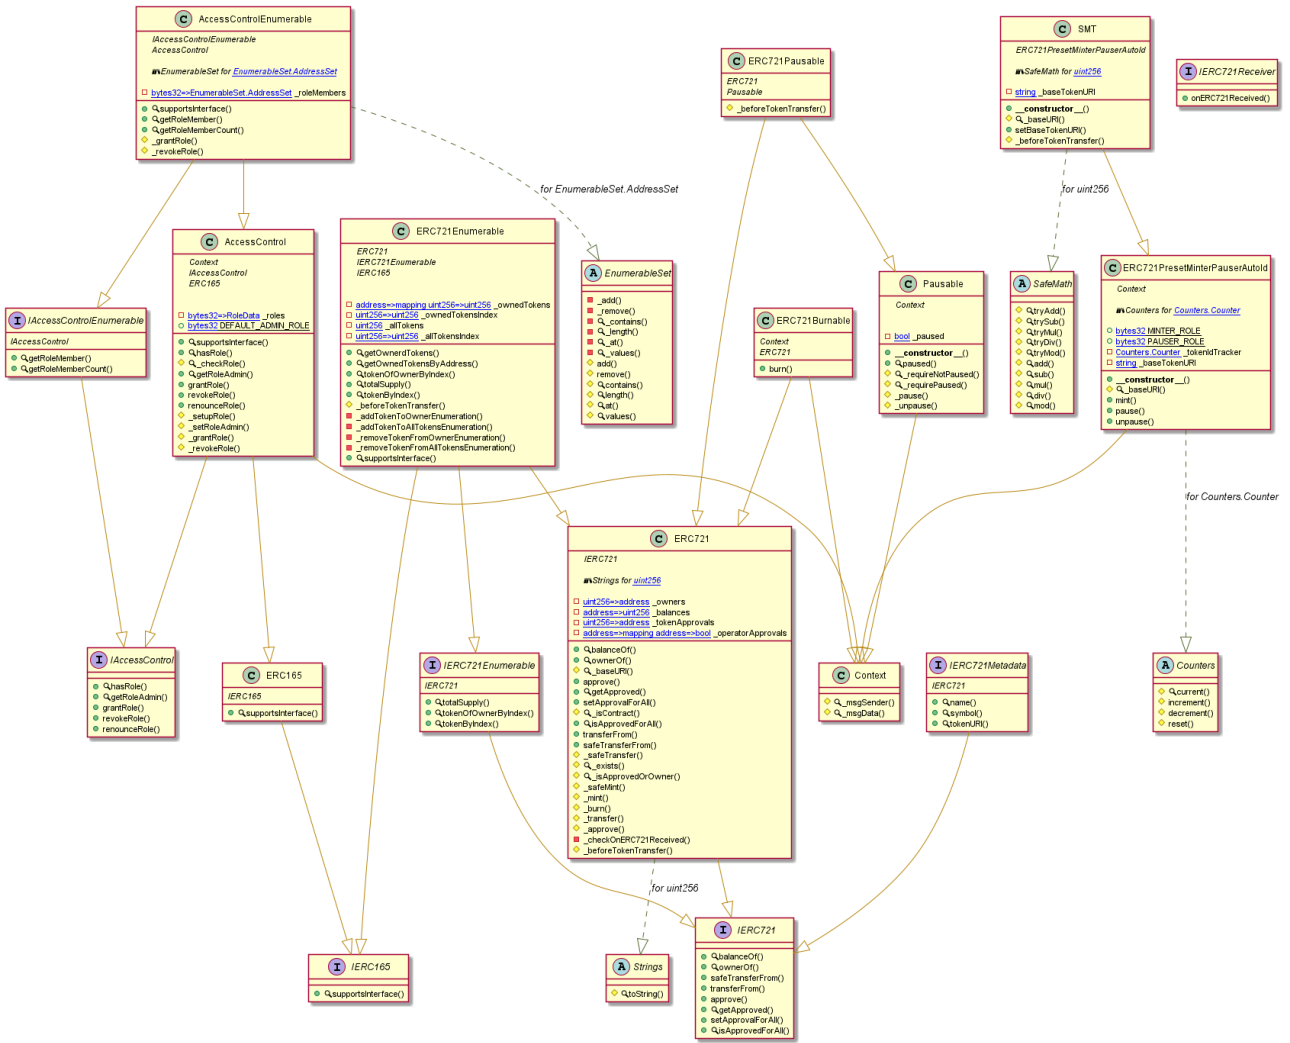 C AccessControlEnumerable
IAccessControlEnumerable
AccessControl
EnumerableSet for EnumerableSet.AddressSet
bytes32=>EnumerableSet.AddressSet _roleMembers
supportsInterface()
getRoleMember()
getRoleMemberCount()
_grantRole()
_revokeRole()
C ERC721Pausable
ERC721
Pausable
_beforeTokenTransfer()
C SMT
ERC721PresetMinterPauserAutoId
SafeMath for uint256
string _baseTokenURI
__constructor__()
_baseURI()
setBaseTokenURI()
_beforeTokenTransfer()
I IERC721Receiver
onERC721Received()
for EnumerableSet.AddressSet
for uint256
C AccessControl
Context
IAccessControl
ERC165
bytes32=>RoleData _roles
bytes32 DEFAULT_ADMIN_ROLE
supportsInterface()
hasRole()
_checkRole()
getRoleAdmin()
grantRole()
revokeRole()
renounceRole()
_setupRole()
_setRoleAdmin()
_grantRole()
_revokeRole()
C ERC721Enumerable
ERC721
IERC721Enumerable
IERC165
address=>mapping uint256=>uint256 _ownedTokens
uint256=>uint256 _ownedTokensIndex
uint256 _allTokens
uint256=>uint256 _allTokensIndex
getOwnerdTokens()
getOwnedTokensByAddress()
tokenOfOwnerByIndex()
totalSupply()
tokenByIndex()
_beforeTokenTransfer()
_addTokenToOwnerEnumeration()
_addTokenToAllTokensEnumeration()
_removeTokenFromOwnerEnumeration()
_removeTokenFromAllTokensEnumeration()
supportsInterface()
A EnumerableSet
_add()
_remove()
_contains()
_length()
_at()
_values()
add()
remove()
contains()
length()
at()
values()
C Pausable
Context
bool _paused
__constructor__()
paused()
_requireNotPaused()
_requirePaused()
_pause()
_unpause()
A SafeMath
tryAdd()
trySub()
tryMul()
tryDiv()
tryMod()
add()
sub()
mul()
div()
mod()
C ERC721PresetMinterPauserAutoId
Context
Counters for Counters.Counter
bytes32 MINTER_ROLE
bytes32 PAUSER_ROLE
Counters.Counter _tokenIdTracker
string _baseTokenURI
__constructor__()
_baseURI()
mint()
pause()
unpause()
I IAccessControlEnumerable
IAccessControl
getRoleMember()
getRoleMemberCount()
C ERC721Burnable
Context
ERC721
burn()
for Counters.Counter
C ERC721
IERC721
Strings for uint256
uint256=>address _owners
address=>uint256 _balances
uint256=>address _tokenApprovals
address=>mapping address=>bool _operatorApprovals
balanceOf()
ownerOf()
_baseURI()
approve()
getApproved()
setApprovalForAll()
_isContract()
isApprovedForAll()
transferFrom()
safeTransferFrom()
_safeTransfer()
_exists()
_isApprovedOrOwner()
_safeMint()
_mint()
_burn()
_transfer()
_approve()
_checkOnERC721Received()
_beforeTokenTransfer()
I IAccessControl
hasRole()
getRoleAdmin()
grantRole()
revokeRole()
renounceRole()
C ERC165
IERC165
supportsInterface()
I IERC721Enumerable
IERC721
totalSupply()
tokenOfOwnerByIndex()
tokenByIndex()
C Context
_msgSender()
_msgData()
I IERC721Metadata
IERC721
name()
symbol()
tokenURI()
A Counters
current()
increment()
decrement()
reset()
for uint256
I IERC165
supportsInterface()
A Strings
toString()
I IERC721
balanceOf()
ownerOf()
safeTransferFrom()
transferFrom()
approve()
getApproved()
setApprovalForAll()
isApprovedForAll()